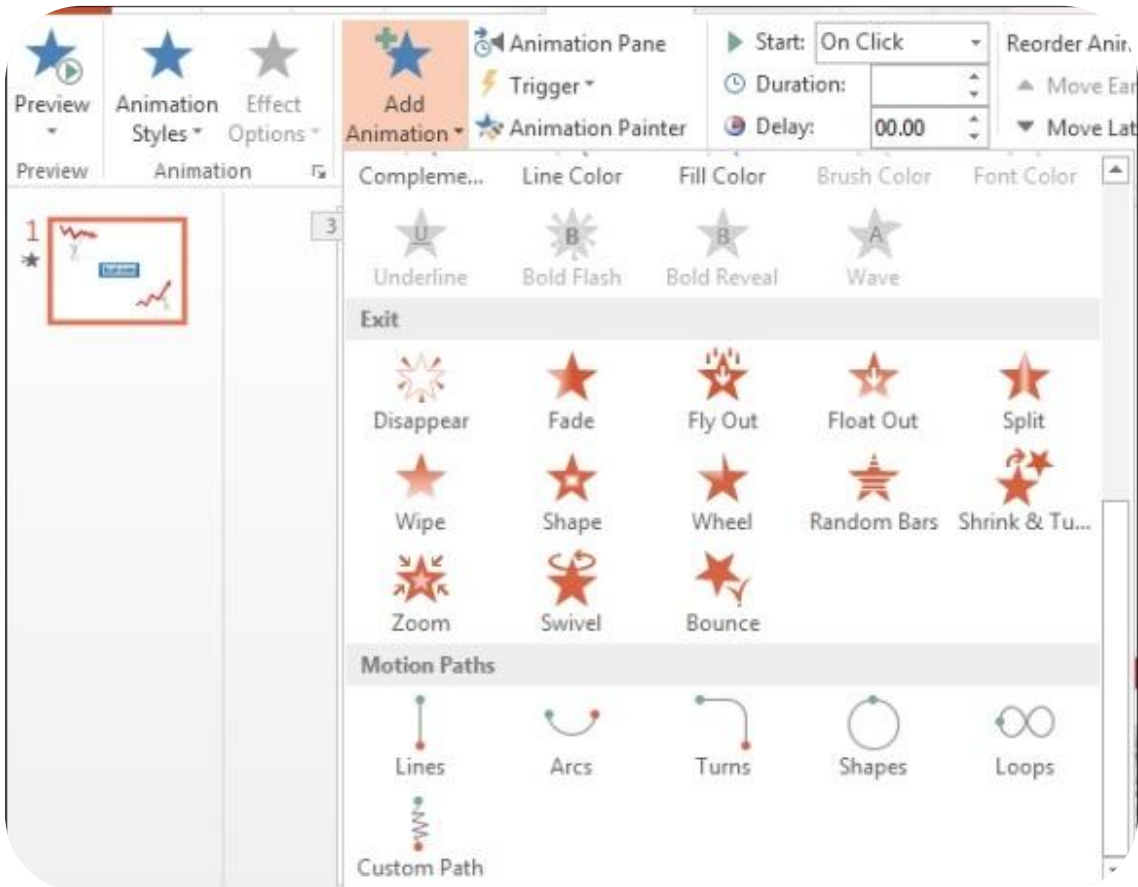 Preview
Animation Styles
Effect Options
Add Animation
Animation Pane
Trigger
Animation Painter
Start: On Click
Duration:
Delay: 00.00
Reorder
Move
Move
Preview
Animation
Compleme...
Line Color
Fill Color
Brush Color
Font Color
1
3
U
B
B
A
Underline
Bold Flash
Bold Reveal
Wave
Exit
Disappear
Fade
Fly Out
Float Out
Split
Wipe
Shape
Wheel
Random Bars
Shrink & Tu...
Zoom
Swivel
Bounce
Motion Paths
Lines
Arcs
Turns
Shapes
Loops
Custom Path